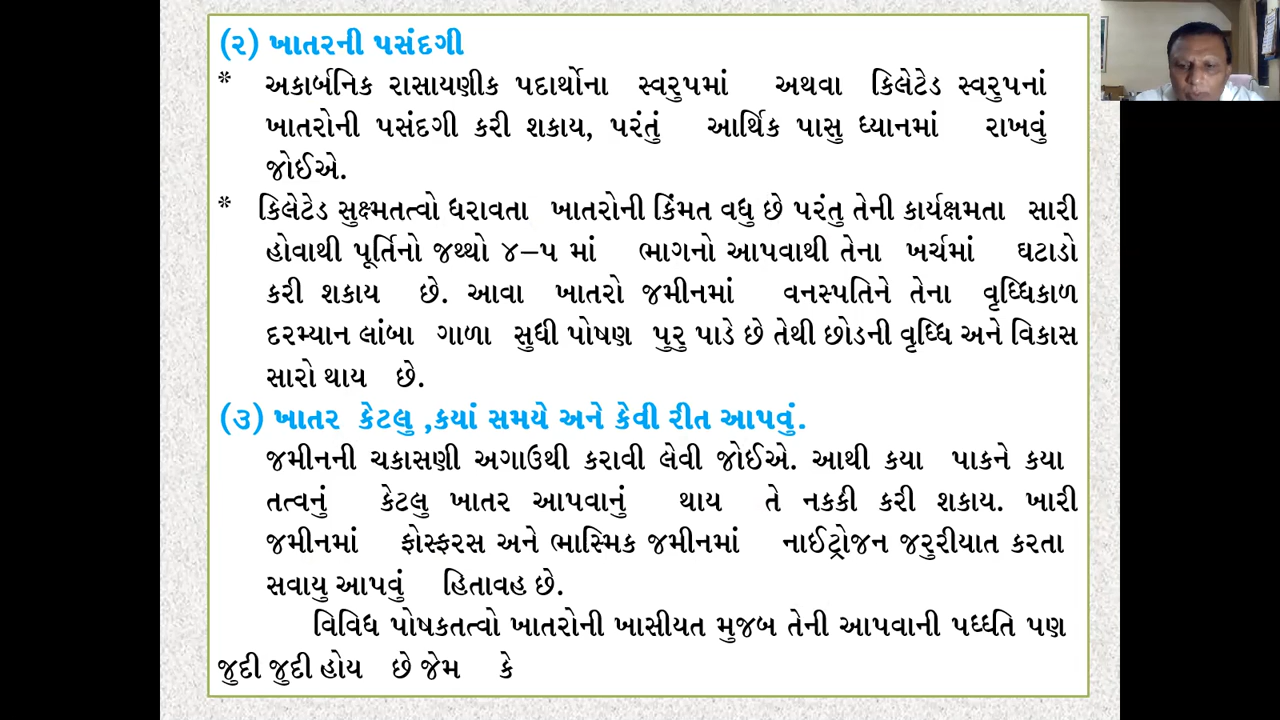 (૨) ખાતરની પસંદગી
* અકાર્બનિક રાસાયણીક પદાર્થોના સ્વરુપમાં અથવા કિલેટેડ સ્વરુપનાં
ખાતરોની પસંદગી કરી શકાય, પરંતું આર્થિક પાસુ ધ્યાનમાં રાખવું
જોઈએ.
* કિલેટેડ સુક્ષ્મતત્વો ધરાવતા ખાતરોની કિંમત વધુ છે પરંતુ તેની કાર્યક્ષમતા સારી
હોવાથી પૂર્તિનો જથ્થો ૪–૫ માં ભાગનો આપવાથી તેના ખર્ચમાં ઘટાડો
કરી શકાય છે. આવા ખાતરો જમીનમાં વનસ્પતિને તેના વૃધ્ધિકાળ
દરમ્યાન લાંબા ગાળા સુધી પોષણ પુરુ પાડે છે તેથી છોડની વૃધ્ધિ અને વિકાસ
સારો થાય છે.
(૩) ખાતર કેટલુ ,કયાં સમયે અને કેવી રીત આપવું.
જમીનની ચકાસણી અગાઉથી કરાવી લેવી જોઈએ. આથી કયા પાકને કયા
તત્વનું કેટલુ ખાતર આપવાનું થાય તે નકકી કરી શકાય. ખારી
જમીનમાં ફોસ્ફરસ અને ભાસ્મિક જમીનમાં નાઈટ્રોજન જરુરીયાત કરતા
સવાયુ આપવું હિતાવહ છે.
વિવિધ પોષકતત્વો ખાતરોની ખાસીયત મુજબ તેની આપવાની પધ્ધતિ પણ
જુદી જુદી હોય છે જેમ કે